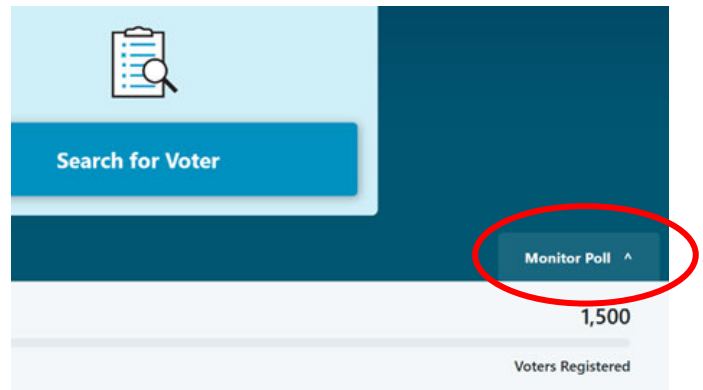 Search for Voter
Monitor Poll ^
1,500
Voters Registered